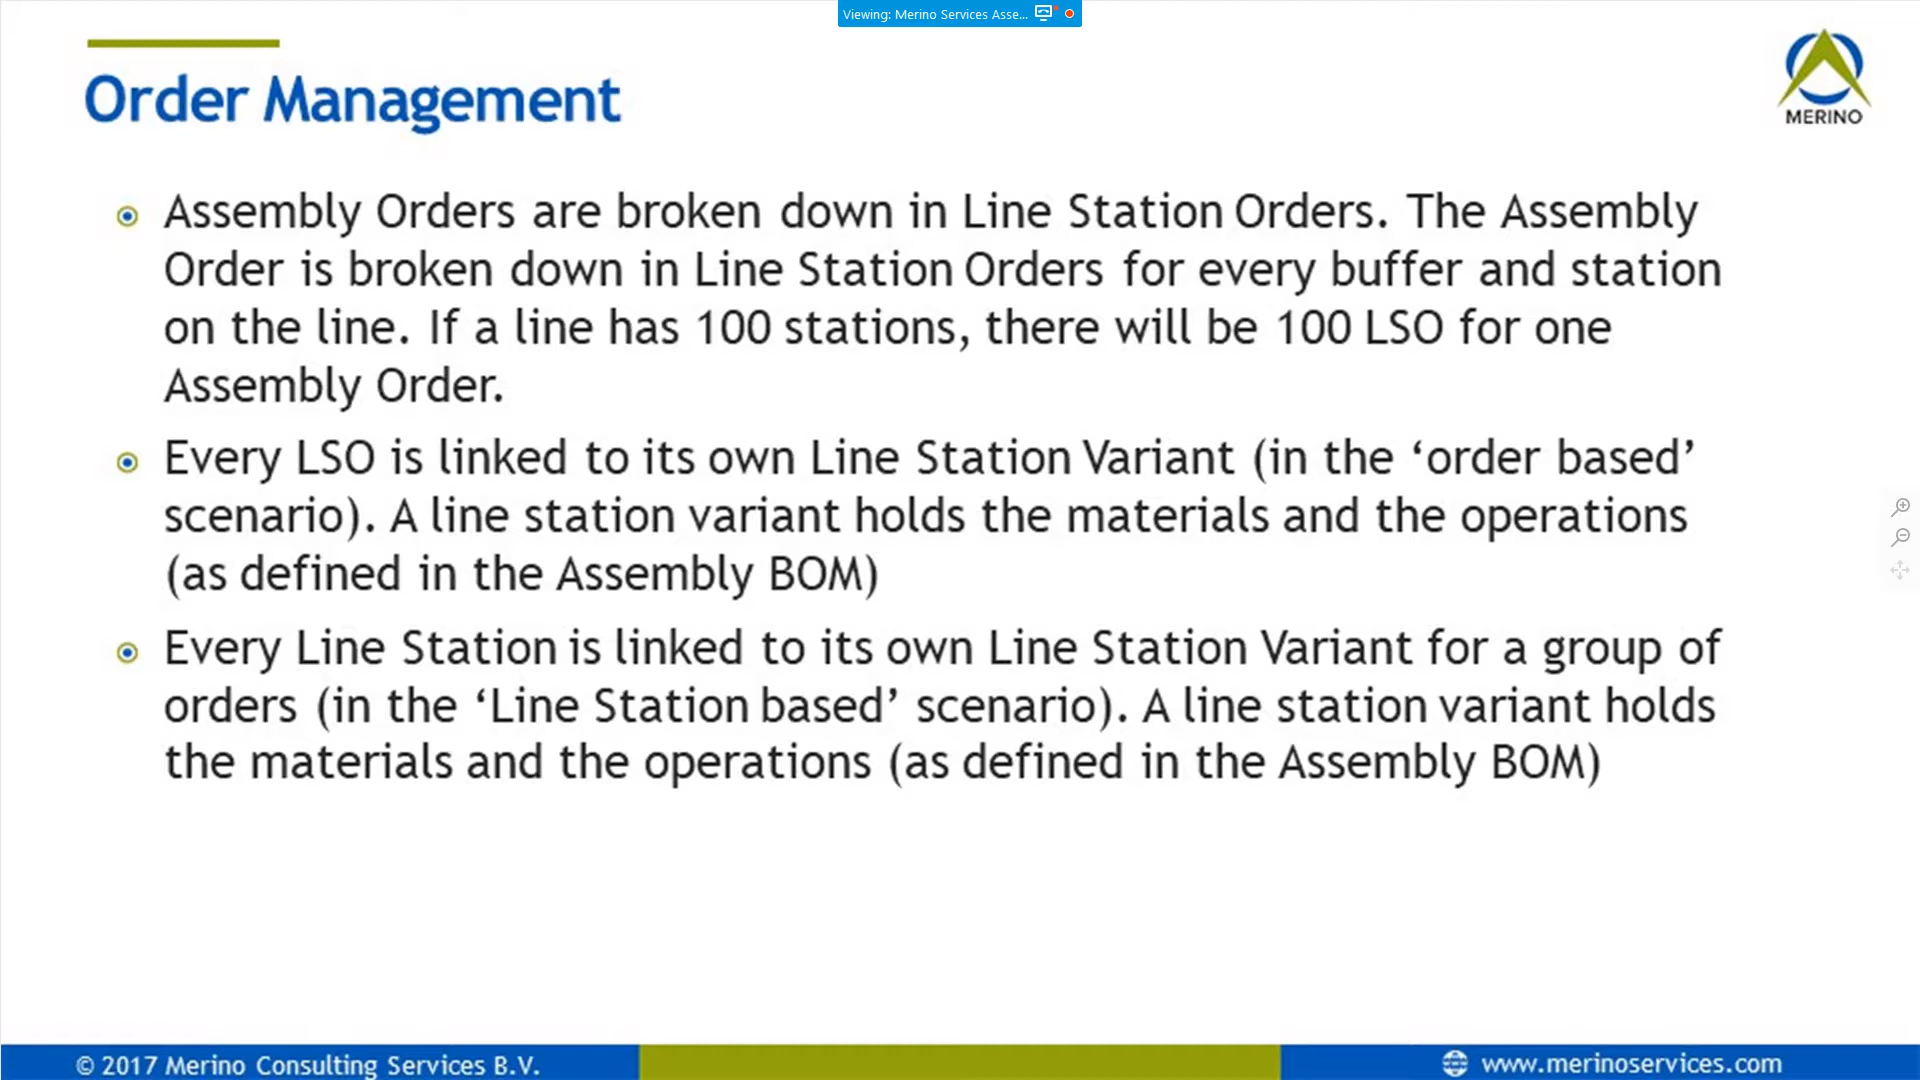 Viewing: Merino Services Asse...
Order Management
MERINO
Assembly Orders are broken down in Line Station Orders. The Assembly
Order is broken down in Line Station Orders for every buffer and station
on the line. If a line has 100 stations, there will be 100 LSO for one
Assembly Order.
Every LSO is linked to its own Line Station Variant (in the ‘order based’
scenario). A line station variant holds the materials and the operations
(as defined in the Assembly BOM)
Every Line Station is linked to its own Line Station Variant for a group of
orders (in the ‘Line Station based’ scenario). A line station variant holds
the materials and the operations (as defined in the Assembly BOM)
© 2017 Merino Consulting Services B.V.
www.merinoservices.com